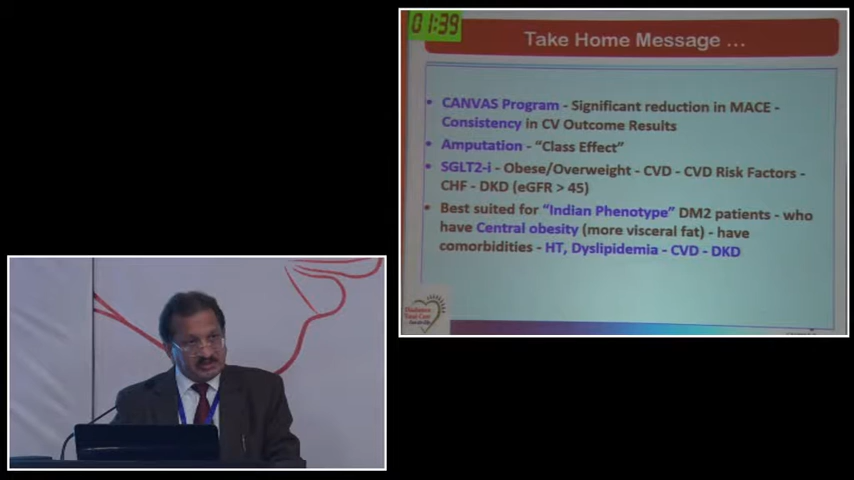 01:39
Take Home Message ...
• CANVAS Program - Significant reduction in MACE -
Consistency in CV Outcome Results
• Amputation - “Class Effect”
• SGLT2-i - Obese/Overweight - CVD - CVD Risk Factors -
CHF - DKD (eGFR > 45)
• Best suited for “Indian Phenotype” DM2 patients - who
have Central obesity (more visceral fat) - have
comorbidities - HT, Dyslipidemia - CVD - DKD